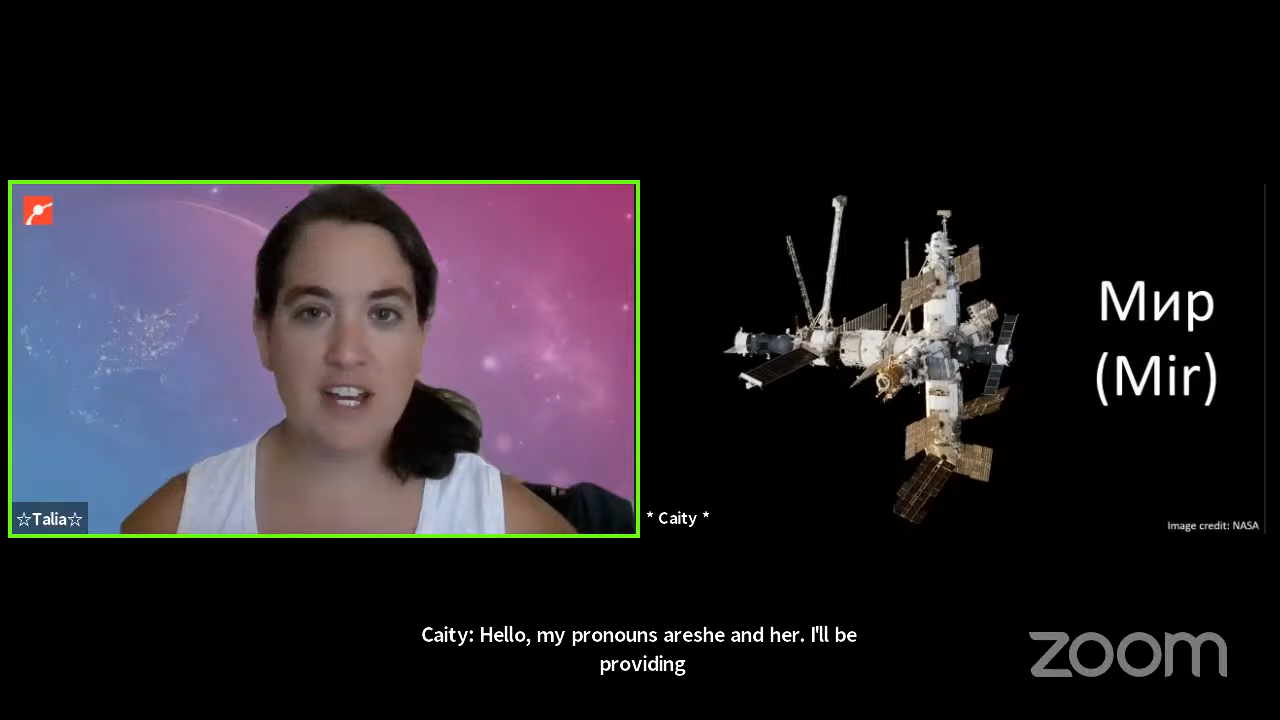 ☆Talia☆
* Caity *
Мир
(Mir)
Image credit: NASA
Caity: Hello, my pronouns areshe and her. I'll be
providing
zoom